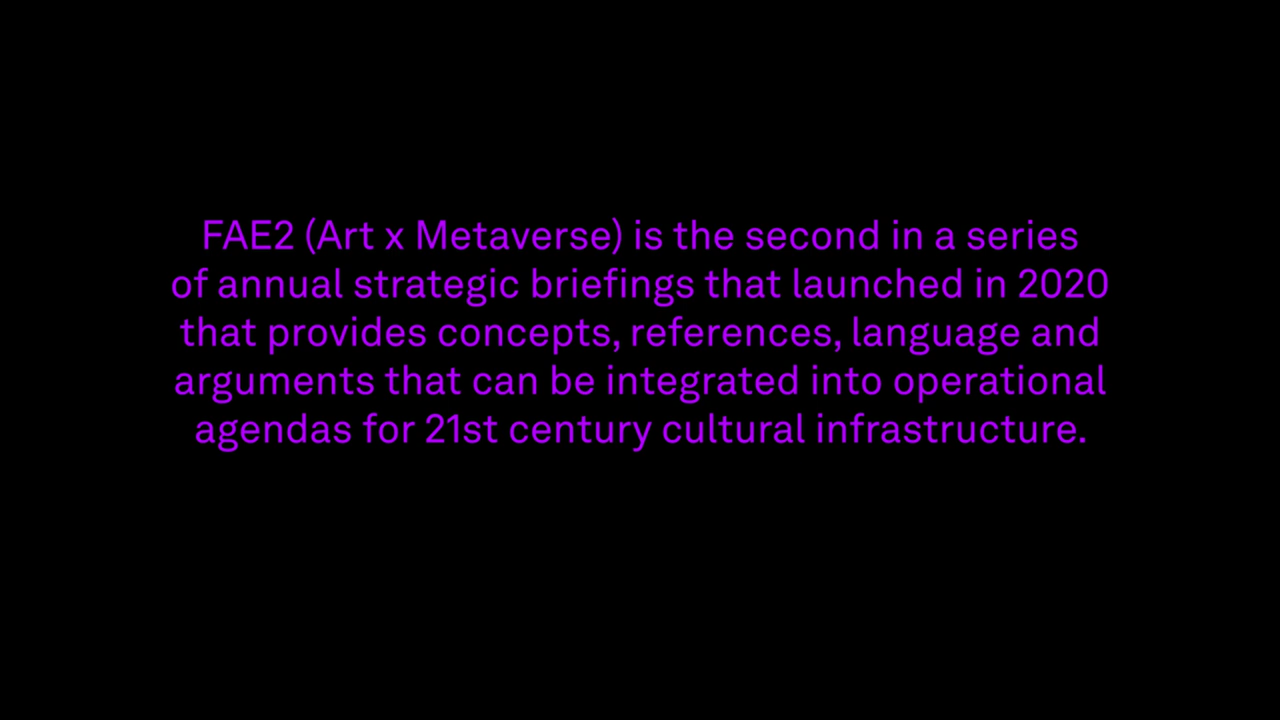 FAE2 (Art x Metaverse) is the second in a series
of annual strategic briefings that launched in 2020
that provides concepts, references, language and
arguments that can be integrated into operational
agendas for 21st century cultural infrastructure.